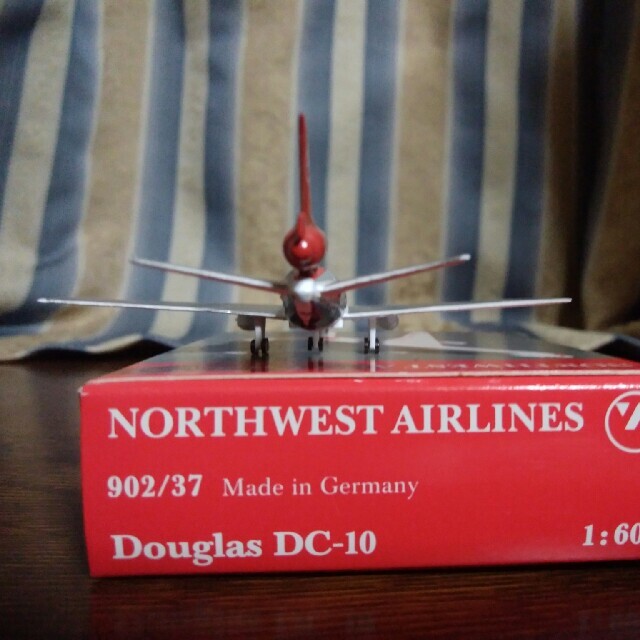 NORTHWEST AIRLINES
902/37 Made in Germany
Douglas DC-10 1:60